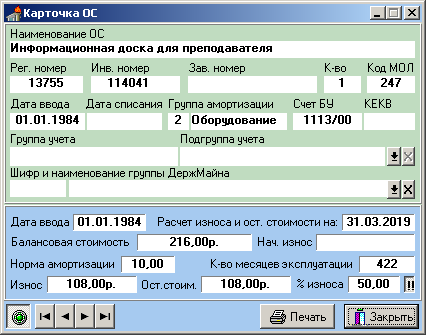 Карточка ОС
Наименование ОС
Информационная доска для преподавателя
Рег. номер Инв. номер Зав. номер К-во Код МОЛ
13755 114041 1 247
Дата ввода Дата списания Группа амортизации Счет БУ КЕКВ
01.01.1984 2 Оборудование 1113/00
Группа учета Подгруппа учета
Шифр и наименование группы ДержМайна
Дата ввода 01.01.1984 Расчет износа и ост. стоимости на: 31.03.2019
Балансовая стоимость 216,00р. Нач. износ
Норма амортизации 10,00 К-во месяцев эксплуатации 422
Износ 108,00р. Ост.стоим. 108,00р. % износа 50,00 !!
Печать Закрыть